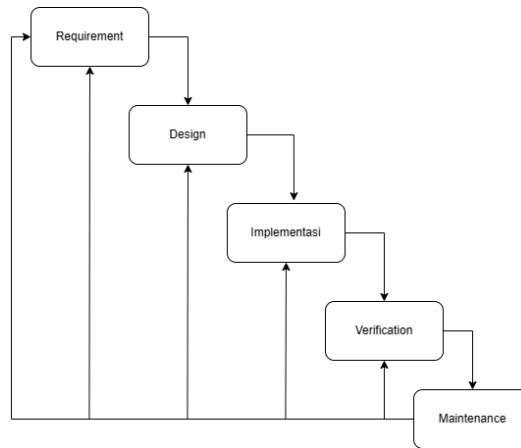 Requirement
Design
Implementasi
Verification
Maintenance